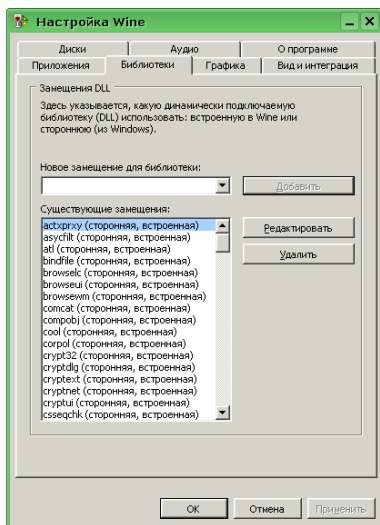 Настройка Wine
Диски Аудио О программе
Приложения Библиотеки Графика Вид и интеграция
Замещения DLL
Здесь указывается, какую динамически подключаемую
библиотеку (DLL) использовать: встроенную в Wine или
стороннюю (из Windows).
Новое замещение для библиотеки:
Добавить
Существующие замещения:
actxprxy (сторонняя, встроенная)
asycfilt (сторонняя, встроенная)
atl (сторонняя, встроенная)
bindfile (сторонняя, встроенная)
browselc (сторонняя, встроенная)
browseui (сторонняя, встроенная)
browsewm (сторонняя, встроенная)
comcat (сторонняя, встроенная)
compobj (сторонняя, встроенная)
cool (сторонняя, встроенная)
corpol (сторонняя, встроенная)
crypt32 (сторонняя, встроенная)
cryptdlg (сторонняя, встроенная)
cryptext (сторонняя, встроенная)
cryptnet (сторонняя, встроенная)
cryptui (сторонняя, встроенная)
csseqchk (сторонняя, встроенная)
Редактировать
Удалить
OK Отмена Применить